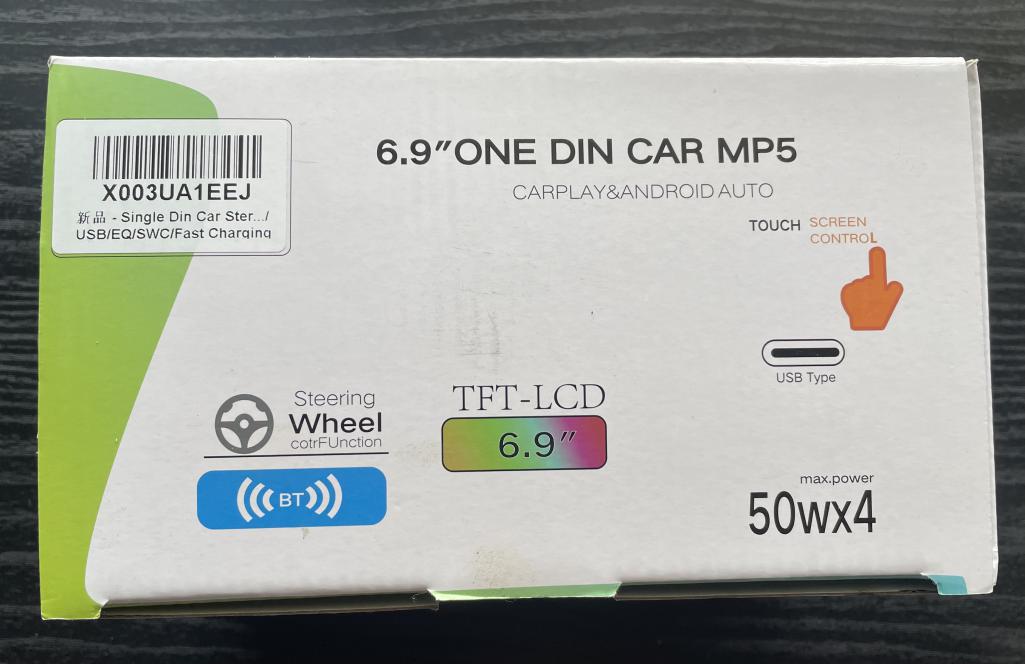 6.9”ONE DIN CAR MP5
CARPLAY&ANDROID AUTO
X003UA1EEJ
新品 - Single Din Car Ster.../
USB/EQ/SWC/Fast Charging
TOUCH SCREEN
CONTROL
USB Type
Steering
Wheel
cotrFUnction
BT
TFT-LCD
6.9”
max.power
50wx4